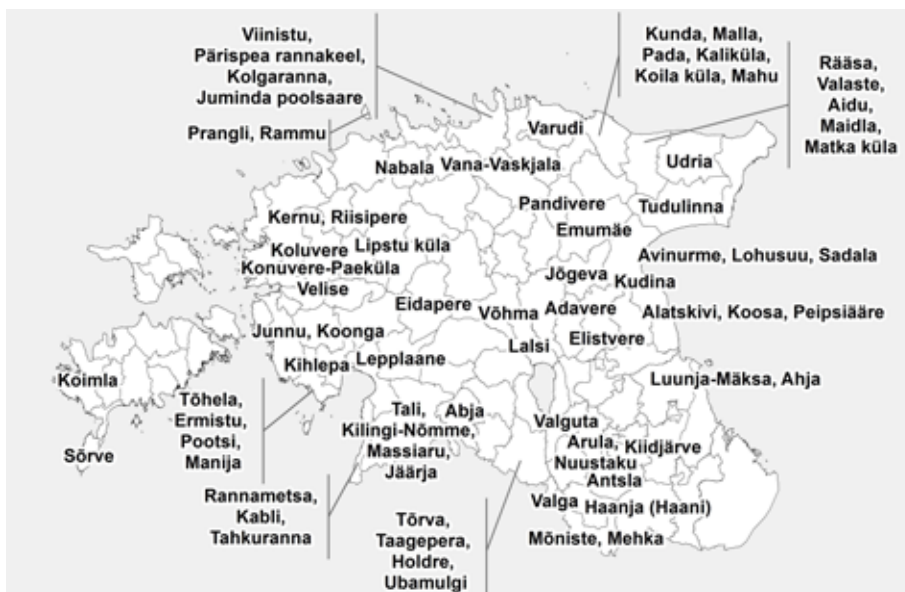 Viinistu,
Pärispea rannakeel,
Kolgaranna,
Juminda poolsaare
Prangli, Rammu
Kunda, Malla,
Pada, Kaliküla,
Koila küla, Mahu
Rääsa,
Valaste,
Aidu,
Maidla,
Matka küla
Varudi
Nabala
Vana-Vaskjala
Udria
Kernu, Riisipere
Pandivere
Tudulinna
Emumäe
Koluvere
Lipstu küla
Konuvere-Paeküla
Velise
Avinurme, Lohusuu, Sadala
Jõgeva
Kudina
Eidapere
Võhma
Adavere
Alatskivi, Koosa, Peipsiääre
Junnu, Koonga
Lalsi
Elistvere
Kihlepa
Lepplaane
Koimla
Luunja-Mäksa, Ahja
Tõhela,
Ermistu,
Pootsi,
Manija
Tali,
Kilingi-Nõmme,
Massiaru,
Jäärja
Abja
Valguta
Arula,
Nuustaku
Kiidjärve
Antsla
Sõrve
Rannametsa,
Kabli,
Tahkuranna
Valga
Haanja (Haani)
Tõrva,
Taagepera,
Holdre,
Ubamulgi
Mõniste, Mehka